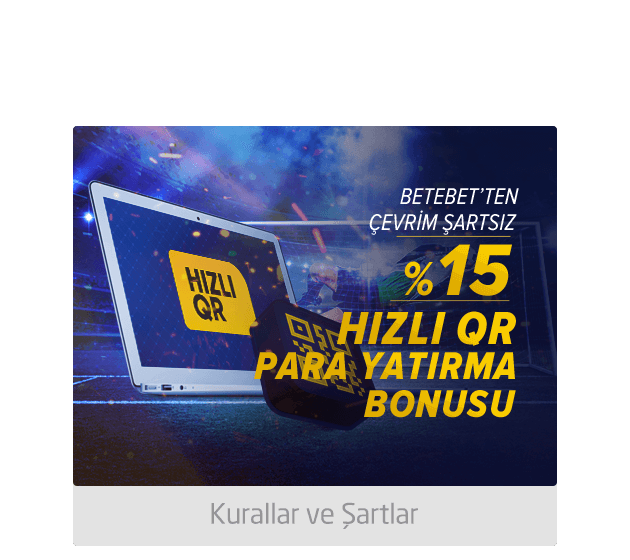 BETEBET'TEN
ÇEVRİM ŞARTSIZ
%15
HIZLI QR
PARA YATIRMA
BONUSU
HIZLI
QR
Kurallar ve Şartlar